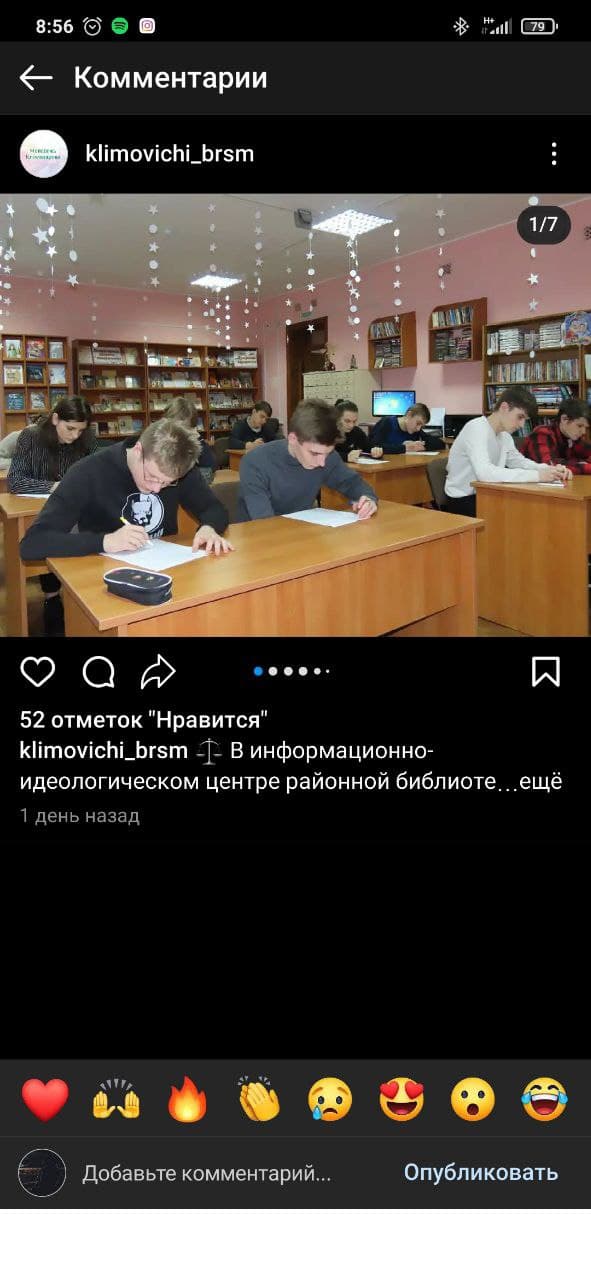 8:56
H+
79
Комментарии
klimovichi_brsm
1/7
52 отметок "Нравится"
klimovichi_brsm В информационно-
идеологическом центре районной библиоте...ещё
1 день назад
Добавьте комментарий... Опубликовать